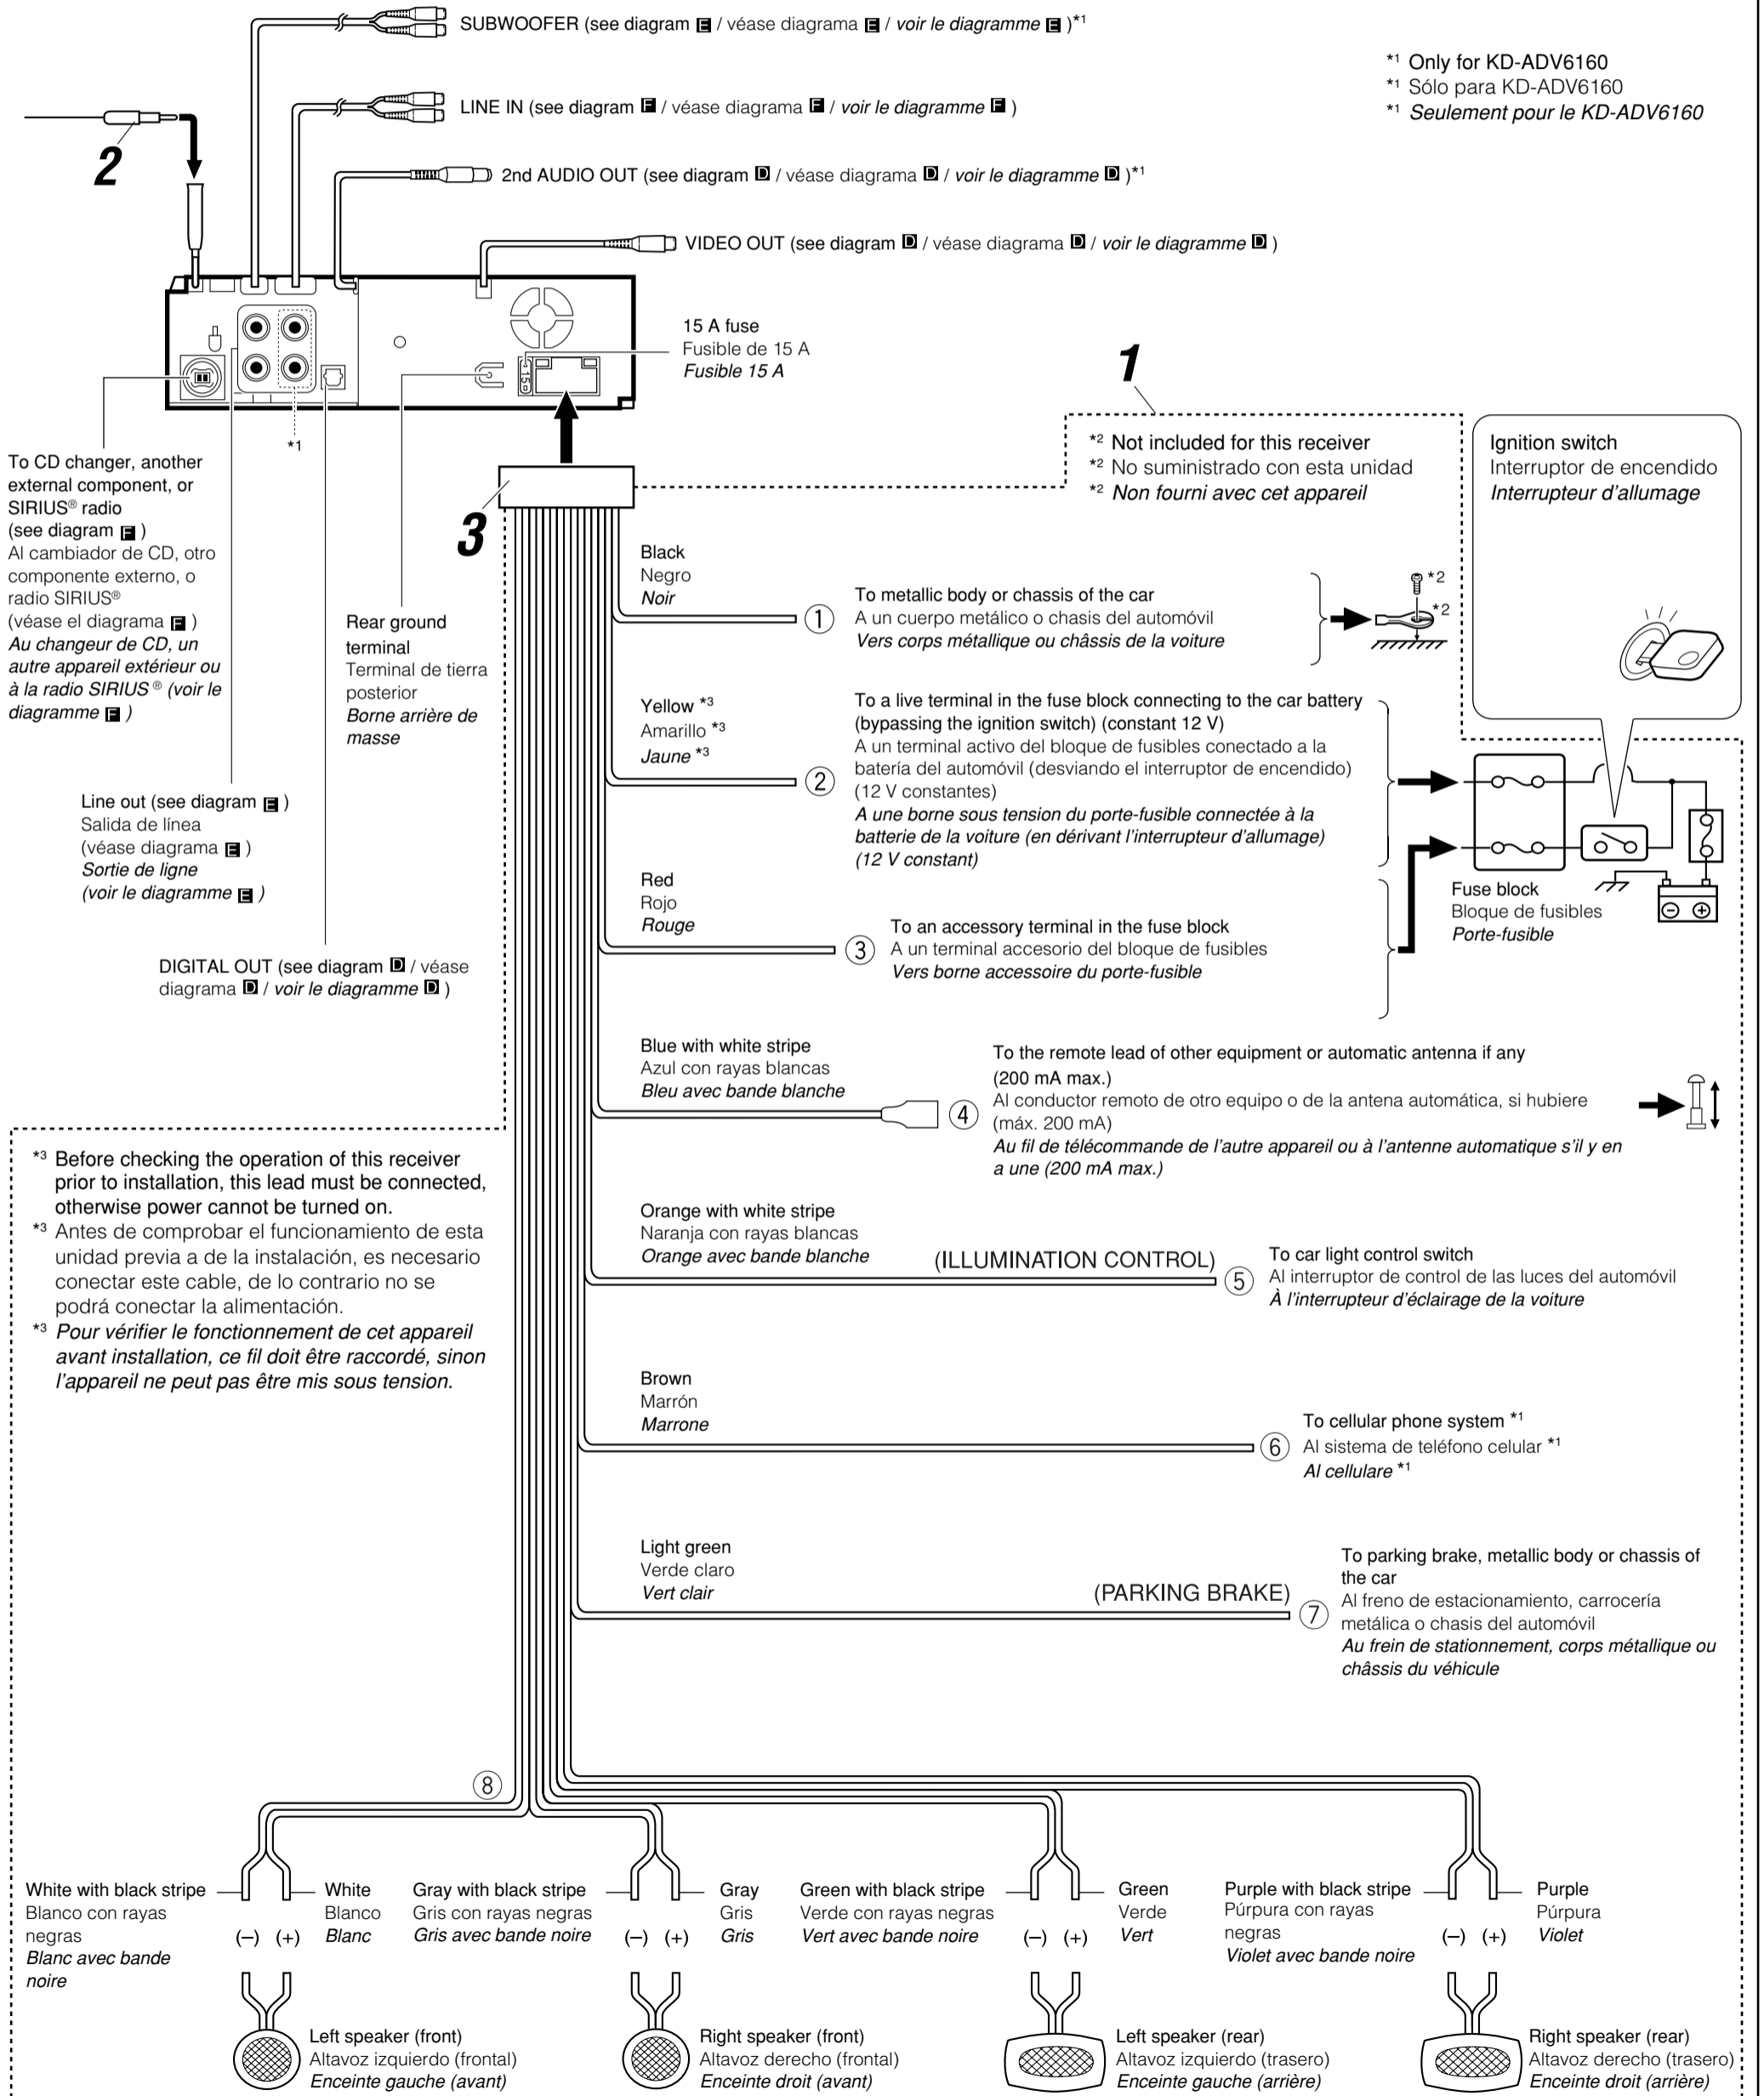 SUBWOOFER (see diagram E / véase diagrama E / voir le diagramme E )*1
*1 Only for KD-ADV6160
*1 Sólo para KD-ADV6160
*1 Seulement pour le KD-ADV6160
LINE IN (see diagram F / véase diagrama F / voir le diagramme F )
2
2nd AUDIO OUT (see diagram D / véase diagrama D / voir le diagramme D )*1
VIDEO OUT (see diagram D / véase diagrama D / voir le diagramme D )
15 A fuse
Fusible de 15 A
Fusible 15 A
15
*1
1
*2 Not included for this receiver
*2 No suministrado con esta unidad
*2 Non fourni avec cet appareil
Ignition switch
Interruptor de encendido
Interrupteur d'allumage
To CD changer, another
external component, or
SIRIUS® radio
(see diagram F )
Al cambiador de CD, otro
componente externo, o
radio SIRIUS®
(véase el diagrama F )
Au changeur de CD, un
autre appareil extérieur ou
à la radio SIRIUS ® (voir le
diagramme F )
3
Rear ground
terminal
Terminal de tierra
posterior
Borne arrière de
masse
Line out (see diagram E )
Salida de línea
(véase diagrama E )
Sortie de ligne
(voir le diagramme E )
DIGITAL OUT (see diagram D / véase
diagrama D / voir le diagramme D )
Black
Negro
Noir
①
To metallic body or chassis of the car
A un cuerpo metálico o chasis del automóvil
Vers corps métallique ou châssis de la voiture
*2
*2
Yellow *3
Amarillo *3
Jaune *3
②
To a live terminal in the fuse block connecting to the car battery
(bypassing the ignition switch) (constant 12 V)
A un terminal activo del bloque de fusibles conectado a la
batería del automóvil (desviando el interruptor de encendido)
(12 V constantes)
A une borne sous tension du porte-fusible connectée à la
batterie de la voiture (en dérivant l'interrupteur d'allumage)
(12 V constant)
Red
Rojo
Rouge
③
To an accessory terminal in the fuse block
A un terminal accesorio del bloque de fusibles
Vers borne accessoire du porte-fusible
Fuse block
Bloque de fusibles
Porte-fusible
Blue with white stripe
Azul con rayas blancas
Bleu avec bande blanche
④
To the remote lead of other equipment or automatic antenna if any
(200 mA max.)
Al conductor remoto de otro equipo o de la antena automática, si hubiere
(máx. 200 mA)
Au fil de télécommande de l'autre appareil ou à l'antenne automatique s'il y en
a une (200 mA max.)
*3 Before checking the operation of this receiver
prior to installation, this lead must be connected,
otherwise power cannot be turned on.
*3 Antes de comprobar el funcionamiento de esta
unidad previa a de la instalación, es necesario
conectar este cable, de lo contrario no se
podrá conectar la alimentación.
*3 Pour vérifier le fonctionnement de cet appareil
avant installation, ce fil doit être raccordé, sinon
l'appareil ne peut pas être mis sous tension.
Orange with white stripe
Naranja con rayas blancas
Orange avec bande blanche
(ILLUMINATION CONTROL)
⑤
To car light control switch
Al interruptor de control de las luces del automóvil
À l'interrupteur d'éclairage de la voiture
Brown
Marrón
Marrone
⑥
To cellular phone system *1
Al sistema de teléfono celular *1
Al cellulare *1
Light green
Verde claro
Vert clair
(PARKING BRAKE)
⑦
To parking brake, metallic body or chassis of
the car
Al freno de estacionamiento, carrocería
metálica o chasis del automóvil
Au frein de stationnement, corps métallique ou
châssis du véhicule
⑧
White with black stripe
Blanco con rayas
negras
Blanc avec bande
noire
(−) (+)
White
Blanco
Blanc
Gray with black stripe
Gris con rayas negras
Gris avec bande noire
(−) (+)
Gray
Gris
Gris
Green with black stripe
Verde con rayas negras
Vert avec bande noire
(−) (+)
Green
Verde
Vert
Purple with black stripe
Púrpura con rayas
negras
Violet avec bande noire
(−) (+)
Purple
Púrpura
Violet
Left speaker (front)
Altavoz izquierdo (frontal)
Enceinte gauche (avant)
Right speaker (front)
Altavoz derecho (frontal)
Enceinte droit (avant)
Left speaker (rear)
Altavoz izquierdo (trasero)
Enceinte gauche (arrière)
Right speaker (rear)
Altavoz derecho (trasero)
Enceinte droit (arrière)